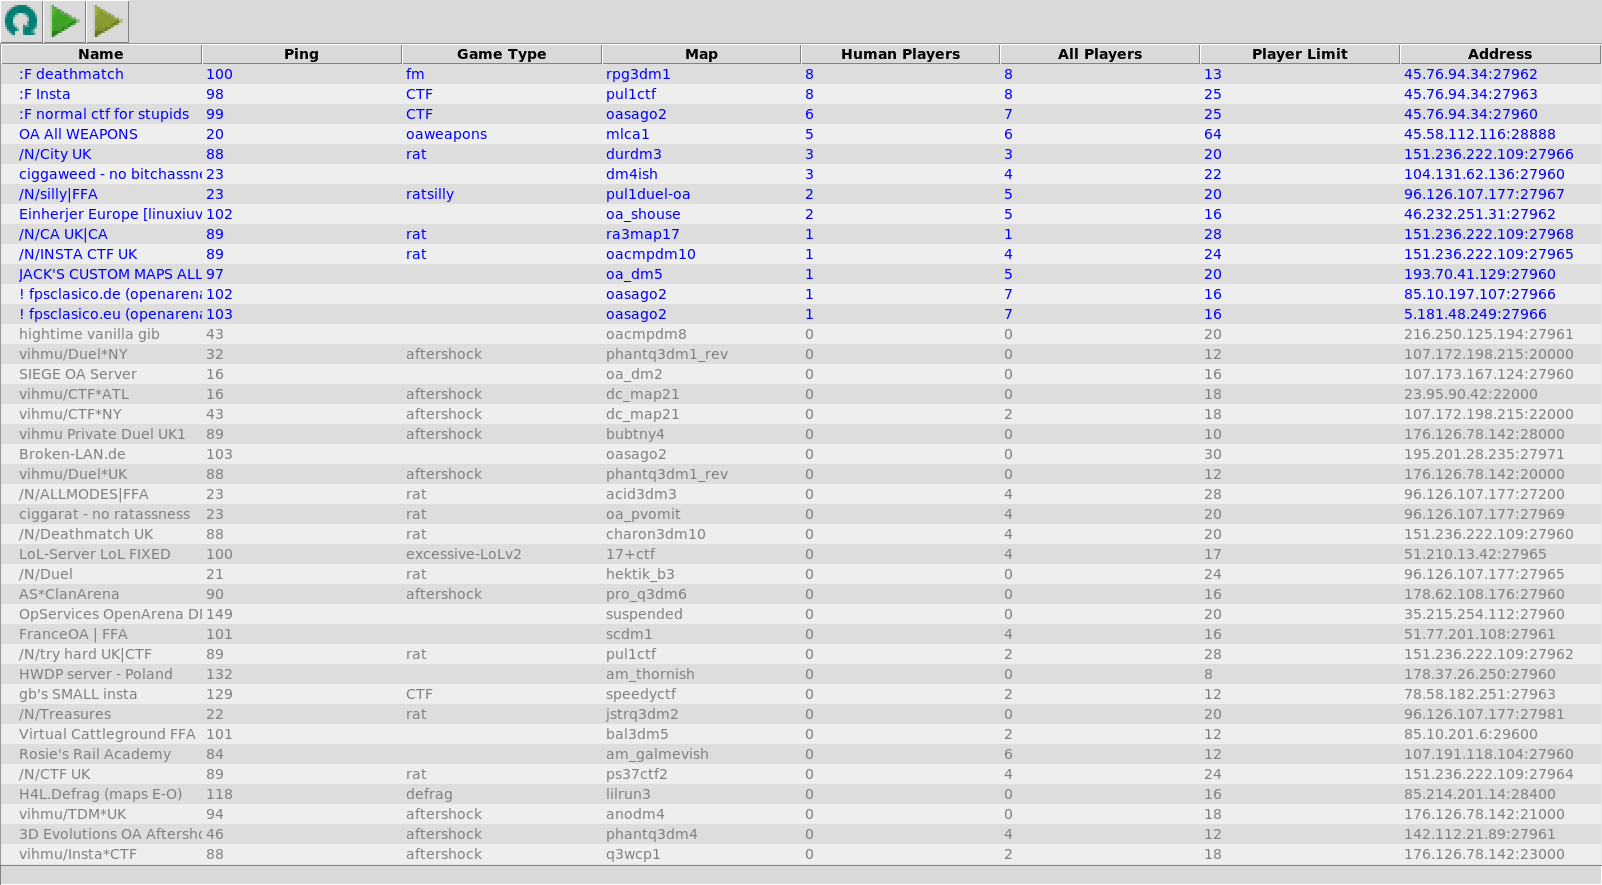 Name Ping Game Type Map Human Players All Players Player Limit Address
:F deathmatch 100 fm rpg3dm1 8 8 13 45.76.94.34:27962
:F Insta 98 CTF pul1ctf 8 8 25 45.76.94.34:27963
:F normal ctf for stupids 99 CTF oasago2 6 7 25 45.76.94.34:27960
OA All WEAPONS 20 oaweapons mlca1 5 6 64 45.58.112.116:28888
/N/City UK 88 rat durdm3 3 3 20 151.236.222.109:27966
ciggaweed - no bitchassn 23 dm4ish 3 4 22 104.131.62.136:27960
/N/silly|FFA 23 ratsilly pul1duel-oa 2 5 20 96.126.107.177:27967
Einherjer Europe [linuxiuv 102 oa_shouse 2 5 16 46.232.251.31:27962
/N/CA UK|CA 89 rat ra3map17 1 1 28 151.236.222.109:27968
/N/INSTA CTF UK 89 rat oacmpdm10 1 4 24 151.236.222.109:27965
JACK'S CUSTOM MAPS ALL 97 oa_dm5 1 5 20 193.70.41.129:27960
! fpsclasico.de (openarena 102 oasago2 1 7 16 85.10.197.107:27966
! fpsclasico.eu (openarena 103 oasago2 1 7 16 5.181.48.249:27966
hightime vanilla gib 43 oacmpdm8 0 0 20 216.250.125.194:27961
vihmu/Duel*NY 32 aftershock phantq3dm1_rev 0 0 12 107.172.198.215:20000
SIEGE OA Server 16 oa_dm2 0 0 16 107.173.167.124:27960
vihmu/CTF*ATL 16 aftershock dc_map21 0 0 18 23.95.90.42:22000
vihmu/CTF*NY 43 aftershock dc_map21 0 2 18 107.172.198.215:22000
vihmu Private Duel UK1 89 aftershock bubtny4 0 0 10 176.126.78.142:28000
Broken-LAN.de 103 oasago2 0 0 30 195.201.28.235:27971
vihmu/Duel*UK 88 aftershock phantq3dm1_rev 0 0 12 176.126.78.142:20000
/N/ALLMODES|FFA 23 rat acid3dm3 0 4 28 96.126.107.177:27200
ciggarat - no ratassness 23 rat oa_pvomit 0 4 20 96.126.107.177:27969
/N/Deathmatch UK 88 rat charon3dm10 0 4 20 151.236.222.109:27960
LoL-Server LoL FIXED 100 excessive-LoLv2 17+ctf 0 4 17 51.210.13.42:27965
/N/Duel 21 rat hektik_b3 0 0 24 96.126.107.177:27965
AS*ClanArena 90 aftershock pro_q3dm6 0 0 16 178.62.108.176:27960
OpServices OpenArena D 149 suspended 0 0 20 35.215.254.112:27960
FranceOA | FFA 101 scdm1 0 4 16 51.77.201.108:27961
/N/try hard UK|CTF 89 rat pul1ctf 0 2 28 151.236.222.109:27962
HWDP server - Poland 132 am_thornish 0 0 8 178.37.26.250:27960
gb's SMALL insta 129 CTF speedyctf 0 2 12 78.58.182.251:27963
/N/Treasures 22 rat jstrq3dm2 0 0 20 96.126.107.177:27981
Virtual Cattleground FFA 101 bal3dm5 0 2 12 85.10.201.6:29600
Rosie's Rail Academy 84 am_galmevish 0 6 12 107.191.118.104:27960
/N/CTF UK 89 rat ps37ctf2 0 4 24 151.236.222.109:27964
H4L.Defrag (maps E-O) 118 defrag lilrun3 0 0 16 85.214.201.14:28400
vihmu/TDM*UK 94 aftershock anodm4 0 0 18 176.126.78.142:21000
3D Evolutions OA Aftersho 46 aftershock phantq3dm4 0 4 12 142.112.21.89:27961
vihmu/Insta*CTF 88 aftershock q3wcp1 0 2 18 176.126.78.142:23000